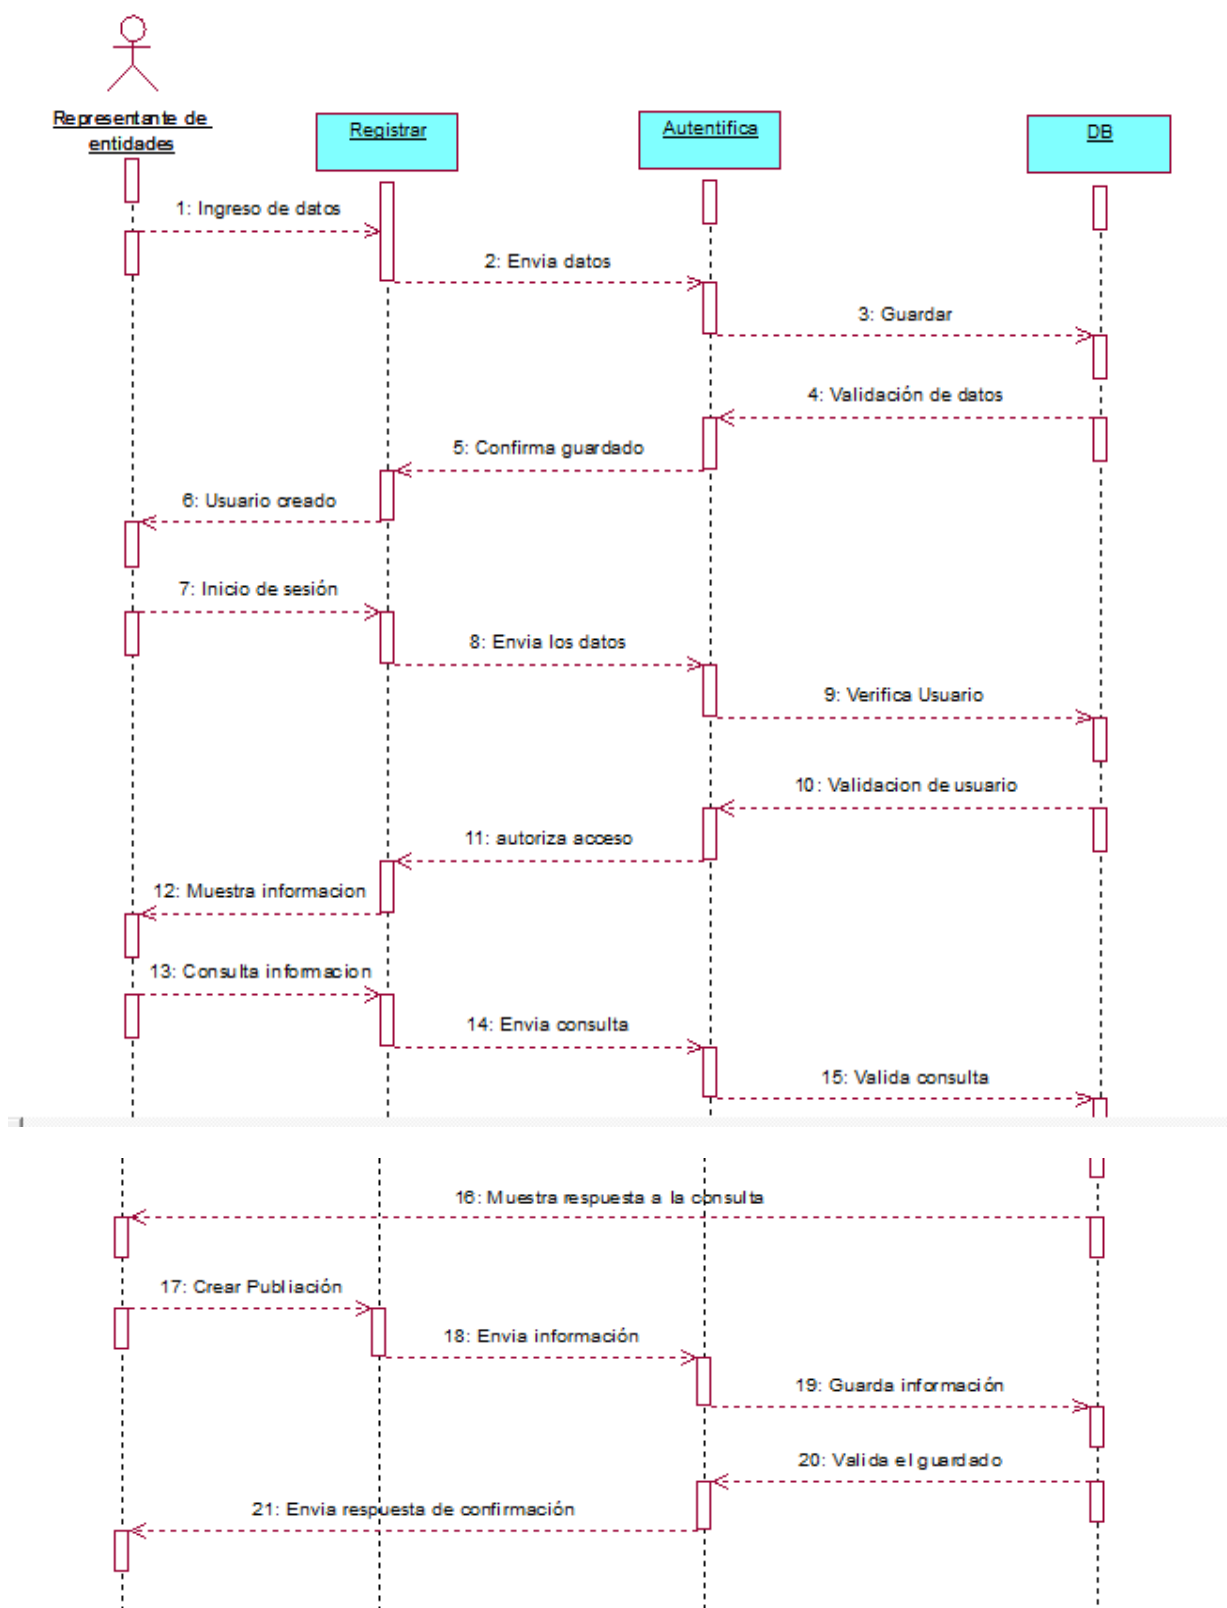 Representante de
entidades
Registrar
Autentifica
DB
1: Ingreso de datos
2: Envia datos
3: Guardar
4: Validación de datos
5: Confirma guardado
6: Usuario creado
7: Inicio de sesión
8: Envia los datos
9: Verifica Usuario
10: Validacion de usuario
11: autoriza acceso
12: Muestra informacion
13: Consulta informacion
14: Envia consulta
15: Valida consulta
16: Muestra respuesta a la consulta
17: Crear Publiación
18: Envia información
19: Guarda información
20: Valida el guardado
21: Envia respuesta de confirmación